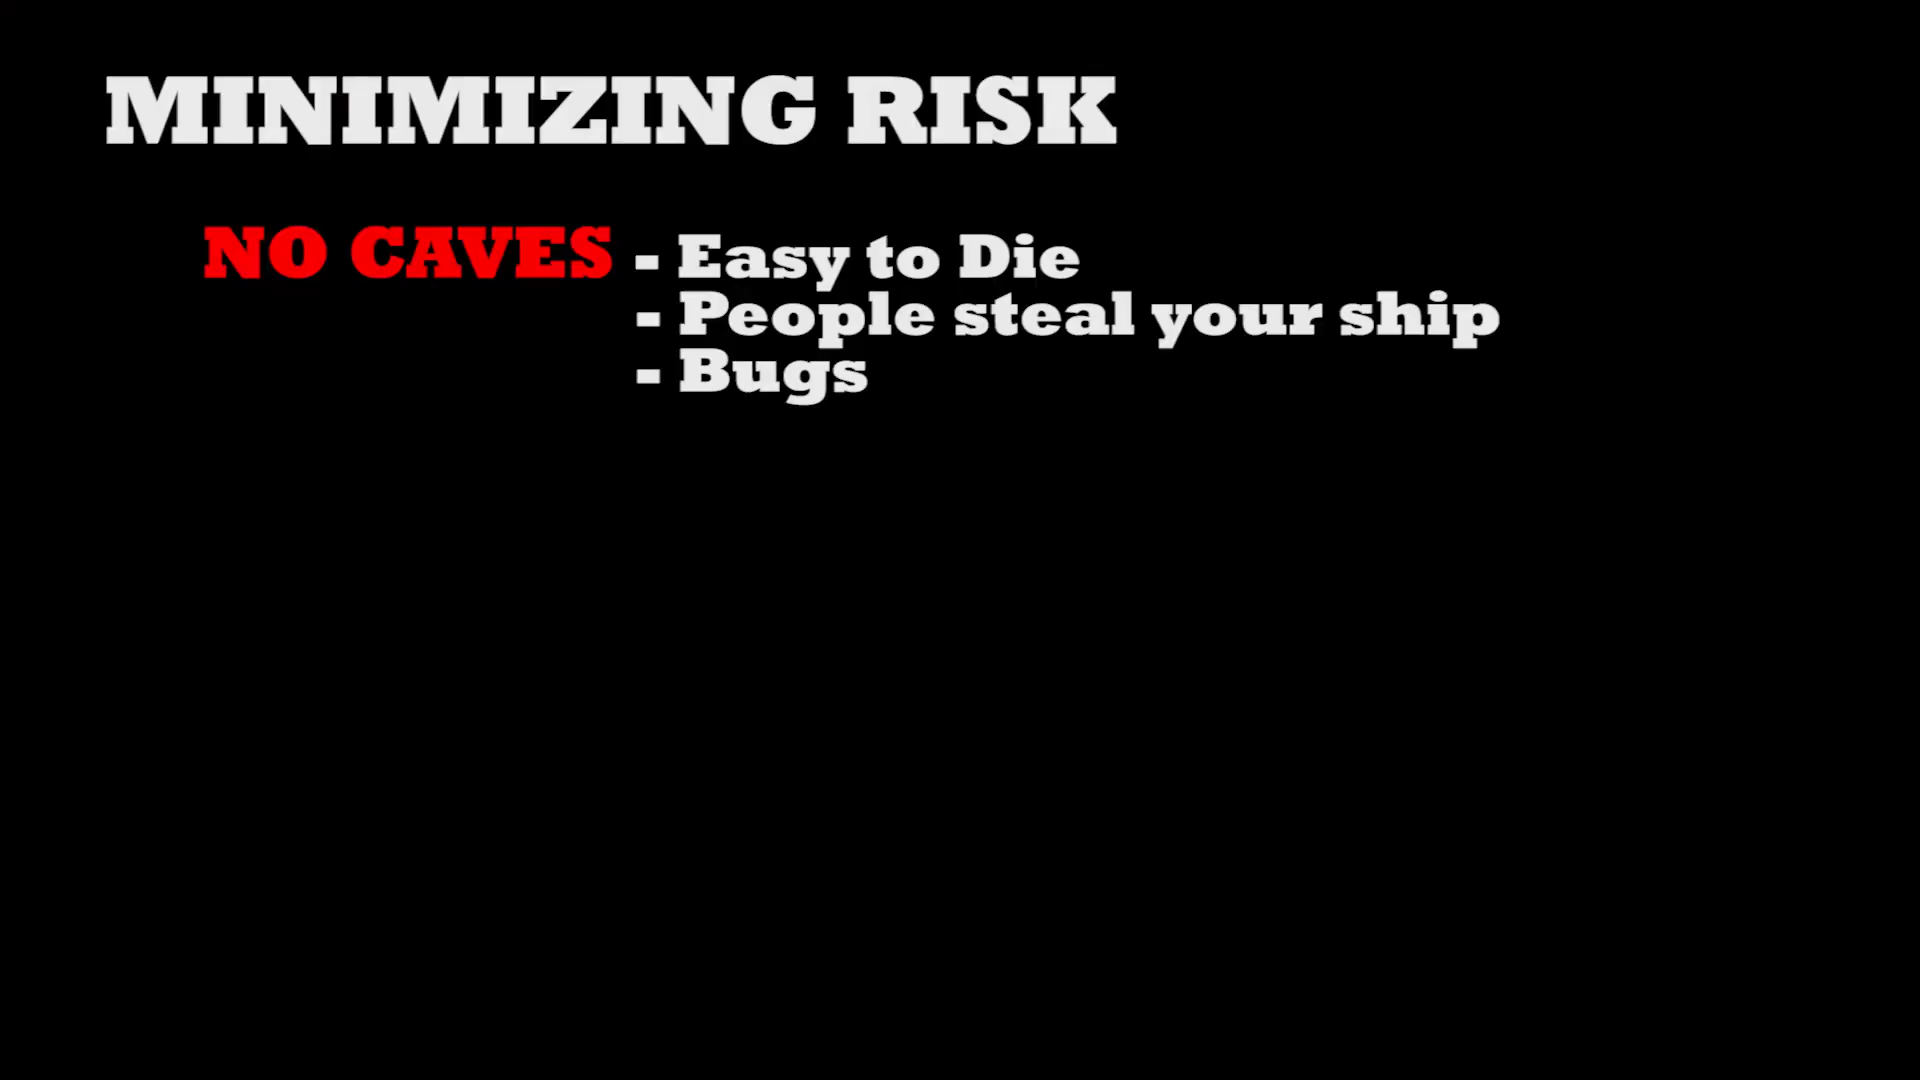 MINIMIZING RISK
NO CAVES - Easy to Die
- People steal your ship
- Bugs